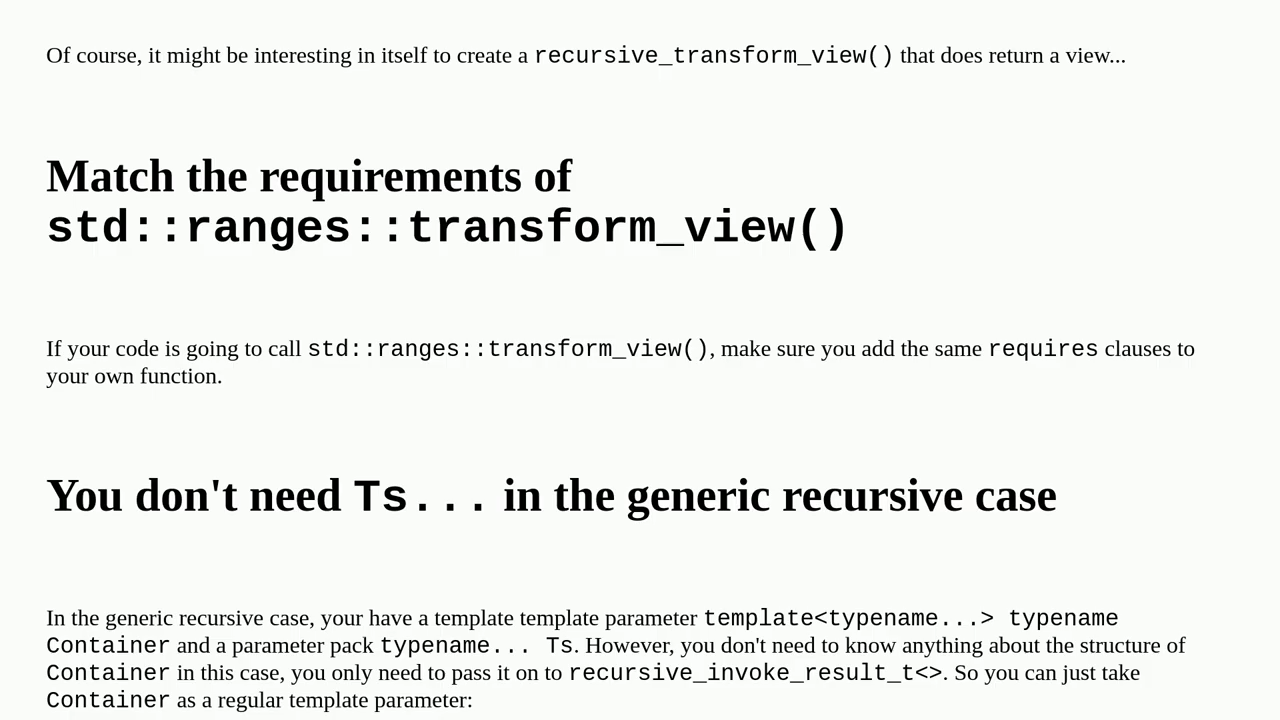 Of course, it might be interesting in itself to create a recursive_transform_view() that does return a view...
Match the requirements of
std::ranges::transform_view()
If your code is going to call std::ranges::transform_view(), make sure you add the same requires clauses to
your own function.
You don't need Ts... in the generic recursive case
In the generic recursive case, your have a template template parameter template<typename...> typename
Container and a parameter pack typename... Ts. However, you don't need to know anything about the structure of
Container in this case, you only need to pass it on to recursive_invoke_result_t<>. So you can just take
Container as a regular template parameter: